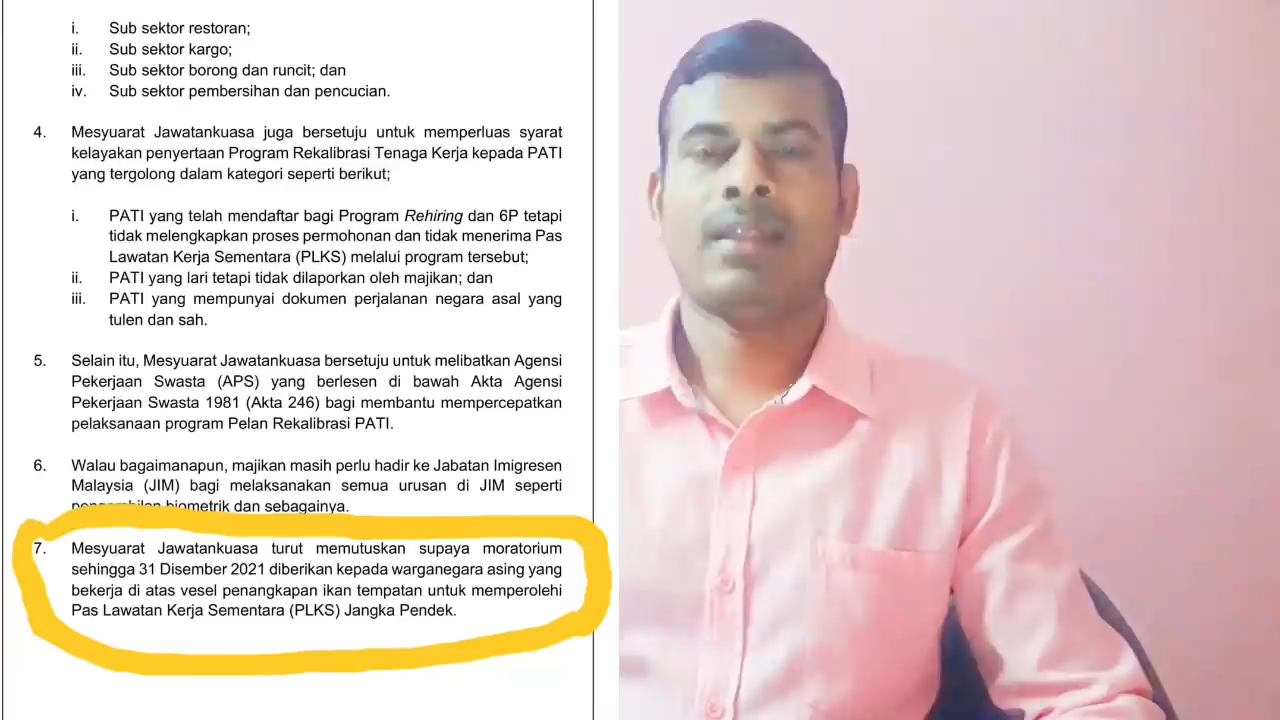 i. Sub sektor restoran;
ii. Sub sektor kargo;
iii. Sub sektor borong dan runcit; dan
iv. Sub sektor pembersihan dan pencucian.
4. Mesyuarat Jawatankuasa juga bersetuju untuk memperluas syarat
kelayakan penyertaan Program Rekalibrasi Tenaga Kerja kepada PATI
yang tergolong dalam kategori seperti berikut;
i. PATI yang telah mendaftar bagi Program Rehiring dan 6P tetapi
tidak melengkapkan proses permohonan dan tidak menerima Pas
Lawatan Kerja Sementara (PLKS) melalui program tersebut;
ii. PATI yang lari tetapi tidak dilaporkan oleh majikan; dan
iii. PATI yang mempunyai dokumen perjalanan negara asal yang
tulen dan sah.
5. Selain itu, Mesyuarat Jawatankuasa bersetuju untuk melibatkan Agensi
Pekerjaan Swasta (APS) yang berlesen di bawah Akta Agensi
Pekerjaan Swasta 1981 (Akta 246) bagi membantu mempercepatkan
pelaksanaan program Pelan Rekalibrasi PATI.
6. Walau bagaimanapun, majikan masih perlu hadir ke Jabatan Imigresen
Malaysia (JIM) bagi melaksanakan semua urusan di JIM seperti
pengambilan biometrik dan sebagainya.
7. Mesyuarat Jawatankuasa turut memutuskan supaya moratorium
sehingga 31 Disember 2021 diberikan kepada warganegara asing yang
bekerja di atas vesel penangkapan ikan tempatan untuk memperolehi
Pas Lawatan Kerja Sementara (PLKS) Jangka Pendek.